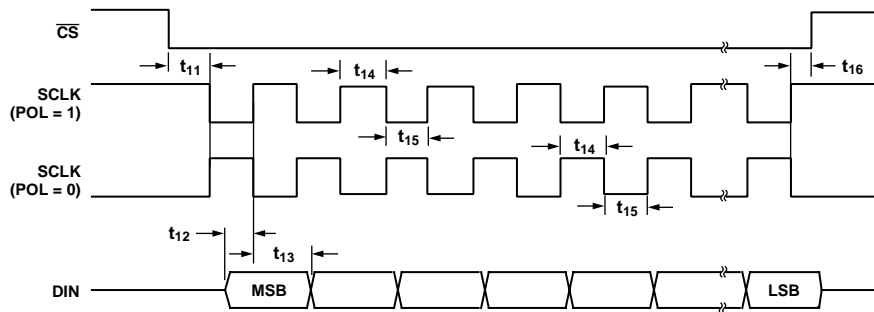 CS
t11
t14
t16
SCLK
(POL = 1)
t15
t14
SCLK
(POL = 0)
t15
t12
t13
DIN
MSB
LSB